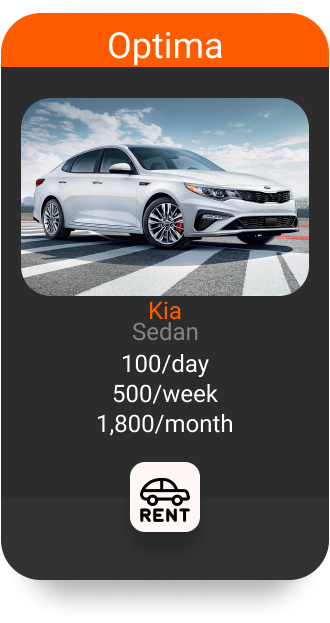 Optima
Kia
Sedan
100/day
500/week
1,800/month
RENT